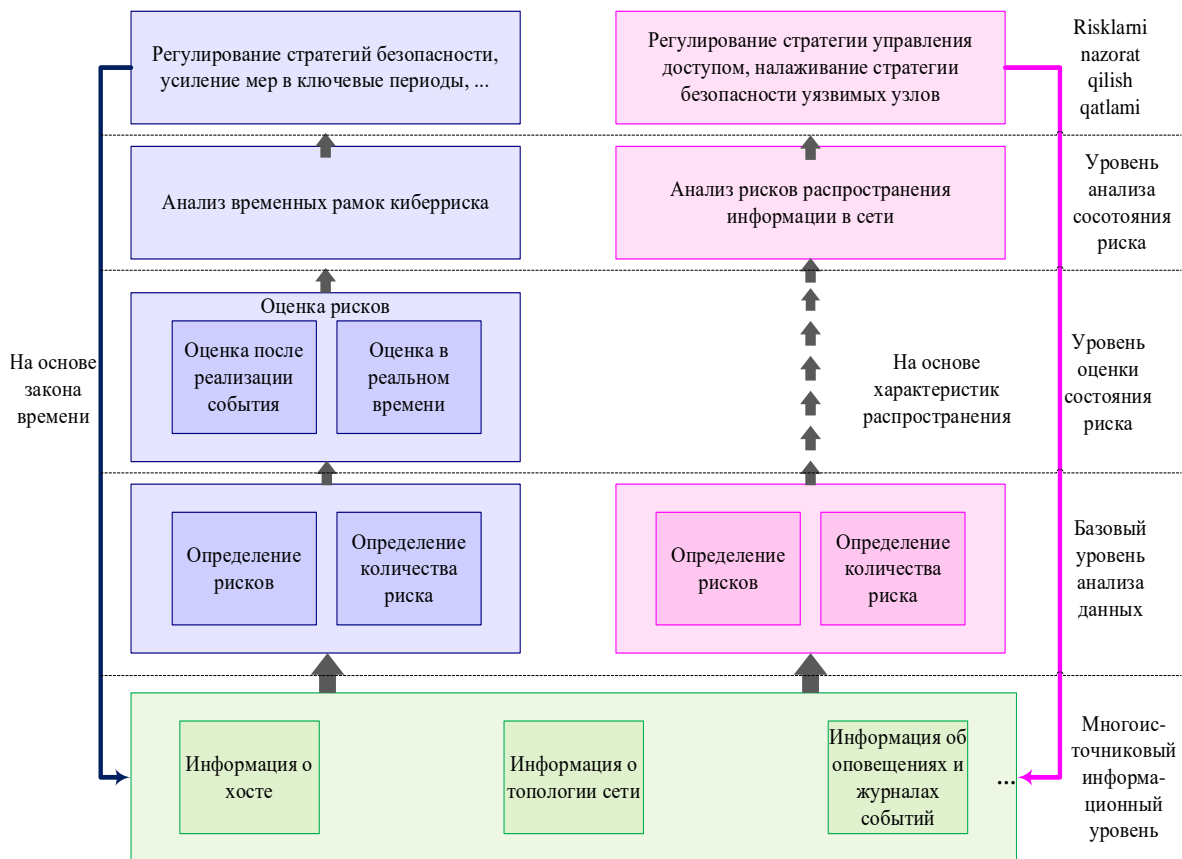 Регулирование стратегий безопасности,
усиление мер в ключевые периоды, ...
Регулирование стратегии управления
доступом, налаживание стратегии
безопасности уязвимых узлов
Risklarni
nazorat
qilish
qatlami
Анализ временных рамок киберриска
Анализ рисков распространения
информации в сети
Уровень
анализа
сосотояния
риска
На основе
закона
времени
Оценка рисков
Оценка после
реализации
события
Оценка в
реальном
времени
На основе
характеристик
распространения
Уровень
оценки
состояния
риска
Определение
рисков
Определение
количества
риска
Определение
рисков
Определение
количества
риска
Базовый
уровень
анализа
данных
Информация о
хосте
Информация о
топологии сети
Информация об
оповещениях и
журналах
событий
...
Многоис-
точниковый
информа-
ционный
уровень